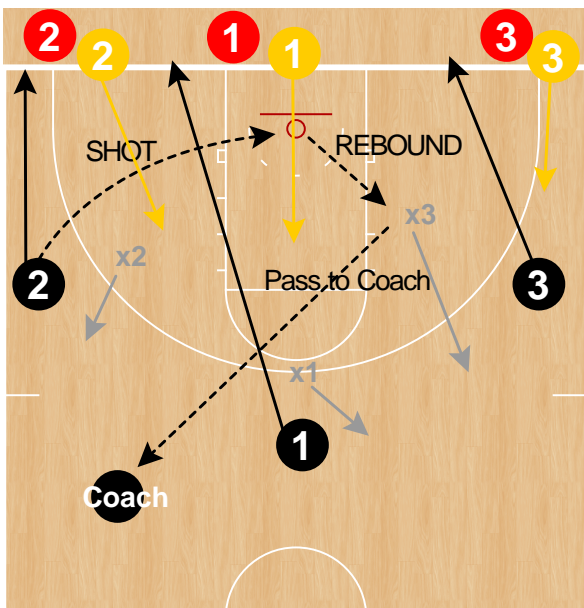 2 2 1 1 3 3
SHOT
REBOUND
x3
x2
2
Pass to Coach
3
x1
1
Coach